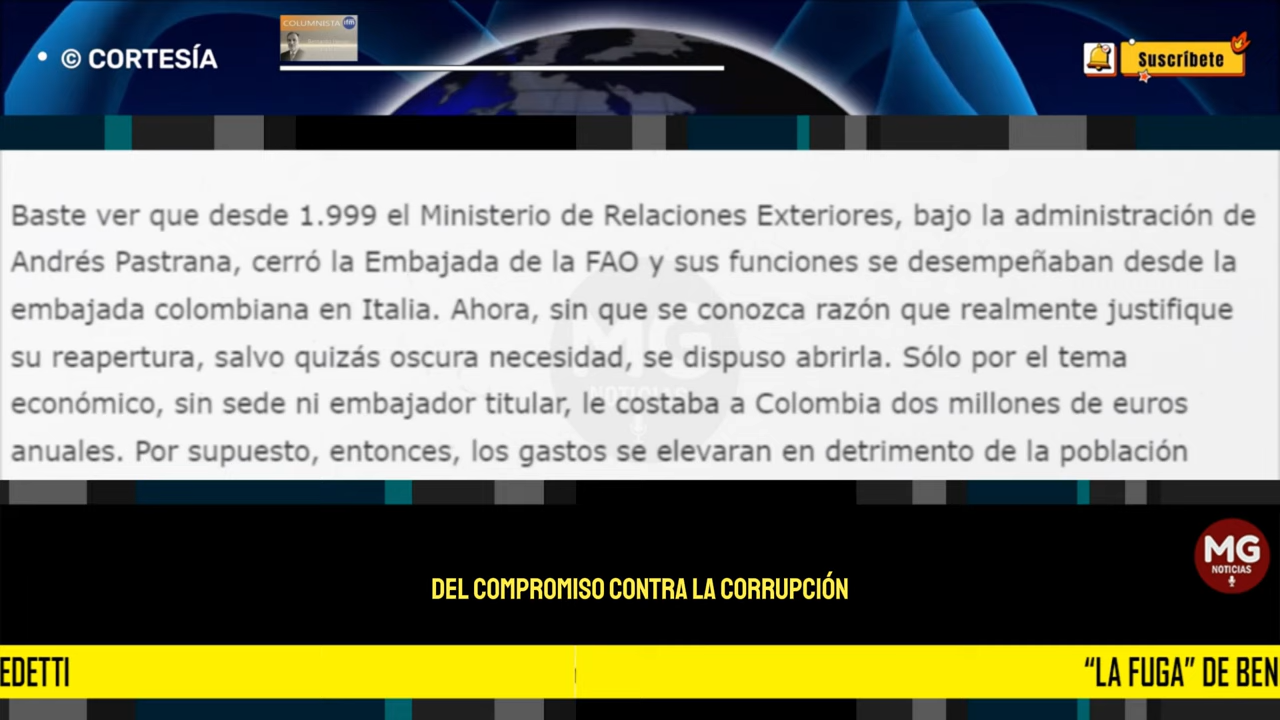 • © CORTESÍA
COLUMNISTA
Suscríbete
Baste ver que desde 1.999 el Ministerio de Relaciones Exteriores, bajo la administración de
Andrés Pastrana, cerró la Embajada de la FAO y sus funciones se desempeñaban desde la
embajada colombiana en Italia. Ahora, sin que se conozca razón que realmente justifique
su reapertura, salvo quizás oscura necesidad, se dispuso abrirla. Sólo por el tema
económico, sin sede ni embajador titular, le costaba a Colombia dos millones de euros
anuales. Por supuesto, entonces, los gastos se elevaran en detrimento de la población
MG
NOTICIAS
MG
NOTICIAS
DEL COMPROMISO CONTRA LA CORRUPCIÓN
EDETTI
“LA FUGA” DE BEN